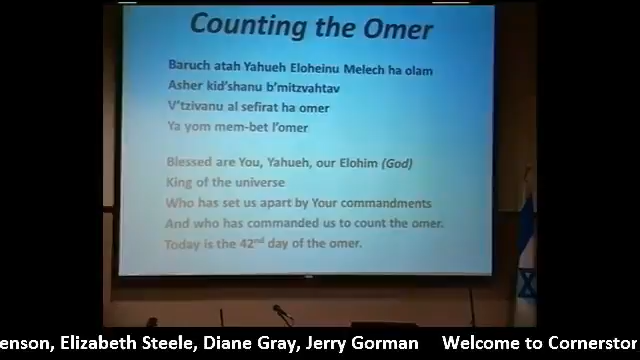 Counting the Omer
Baruch atah Yahueh Eloheinu Melech ha olam
Asher kid'shanu b'mitzvahtav
V'tzivanu al sefirat ha omer
Ya yom mem-bet l'omer
Blessed are You, Yahueh, our Elohim (God)
King of the universe
Who has set us apart by Your commandments
And who has commanded us to count the omer.
Today is the 42nd day of the omer.
enson, Elizabeth Steele, Diane Gray, Jerry Gorman Welcome to Cornerstor